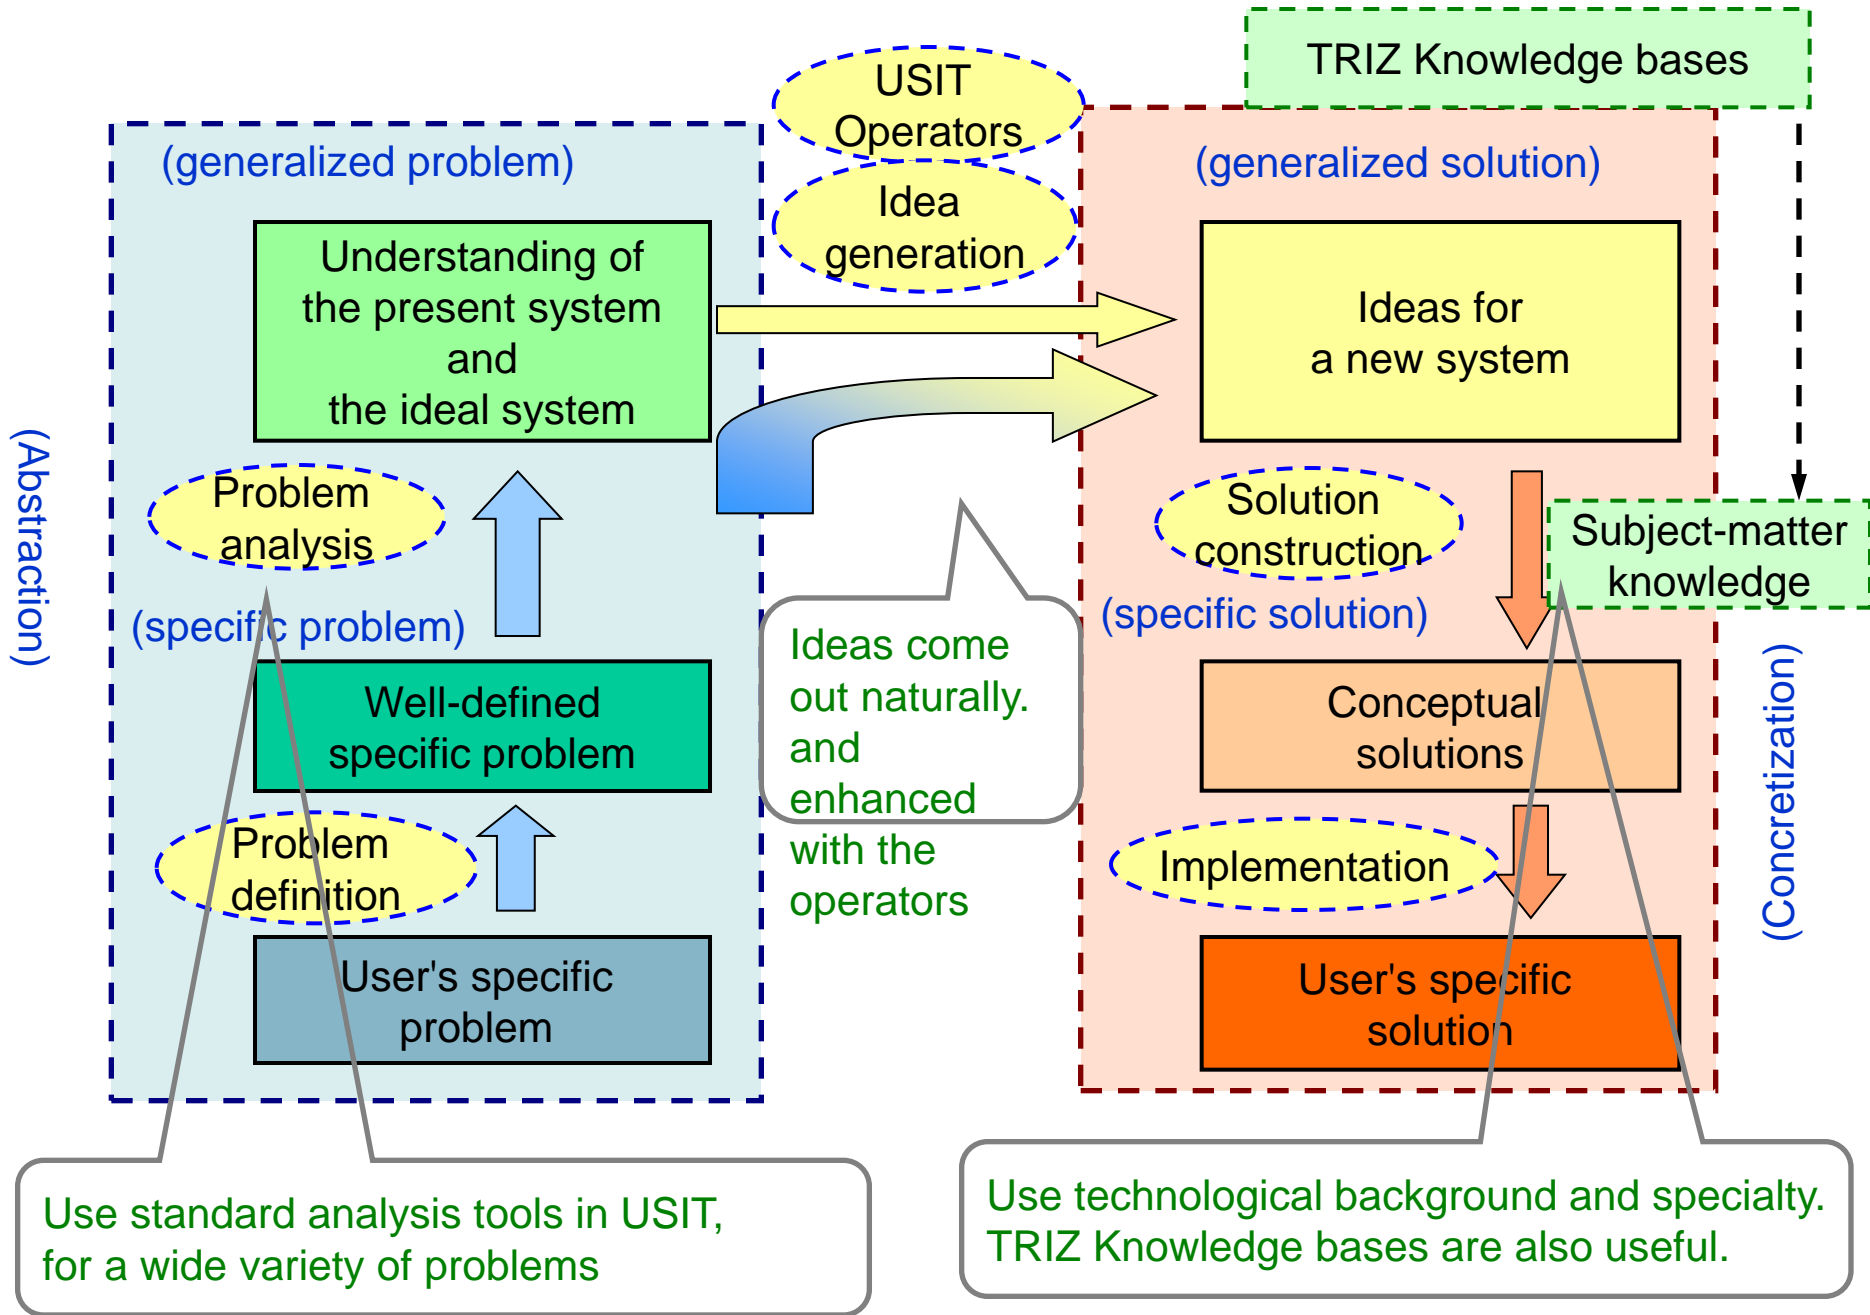 TRIZ Knowledge bases
USIT
Operators
(generalized problem)
Idea
generation
(generalized solution)
Understanding of
the present system
and
the ideal system
Ideas for
a new system
(Abstraction)
Problem
analysis
Solution
construction
Subject-matter
knowledge
(specific problem)
(specific solution)
Ideas come
out naturally.
and
enhanced
with the
operators
Well-defined
specific problem
Conceptual
solutions
(Concretization)
Problem
definition
Implementation
User's specific
problem
User's specific
solution
Use standard analysis tools in USIT,
for a wide variety of problems
Use technological background and specialty.
TRIZ Knowledge bases are also useful.